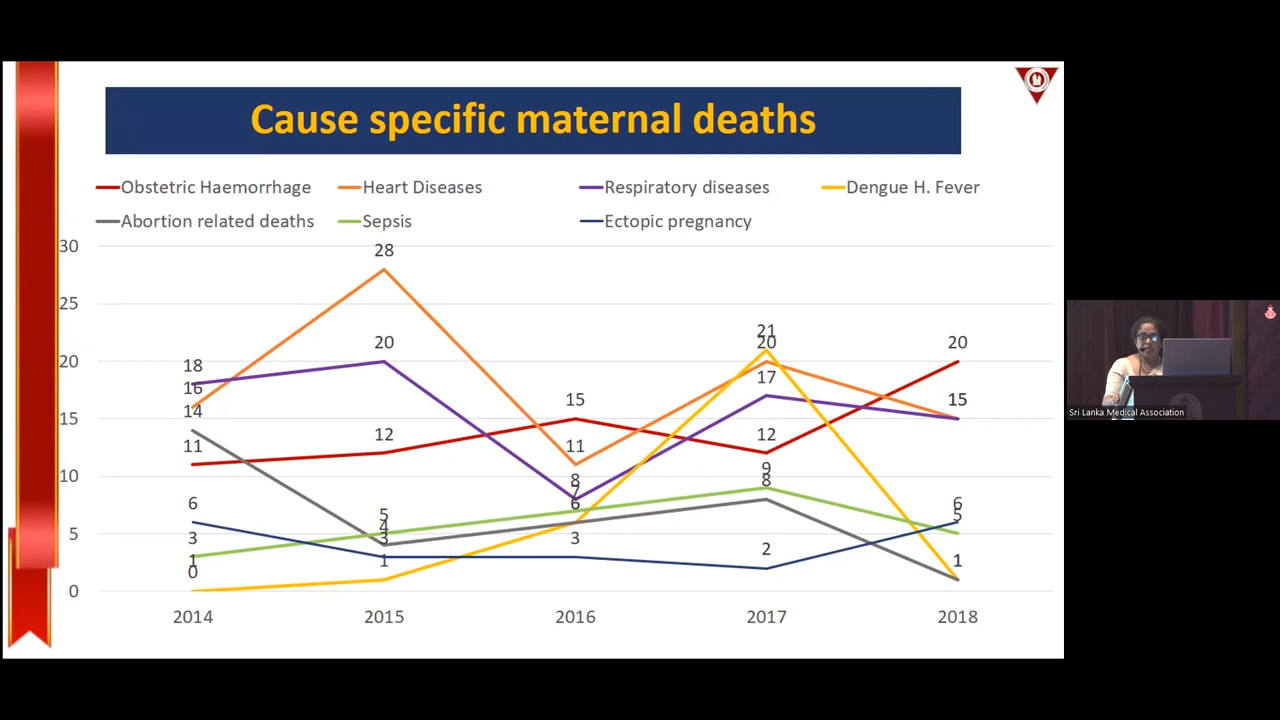 Cause specific maternal deaths
Obstetric Haemorrhage Heart Diseases Respiratory diseases Dengue H. Fever
Abortion related deaths Sepsis Ectopic pregnancy
30
28
25
21
20 20 20 20
18 17
16 15 15 15
14
12 12
11 11
10
9
8 8
7
6 6 6
5 5 5
4
3 3 3 2
1 1 1
0
0
2014 2015 2016 2017 2018
Sri Lanka Medical Association